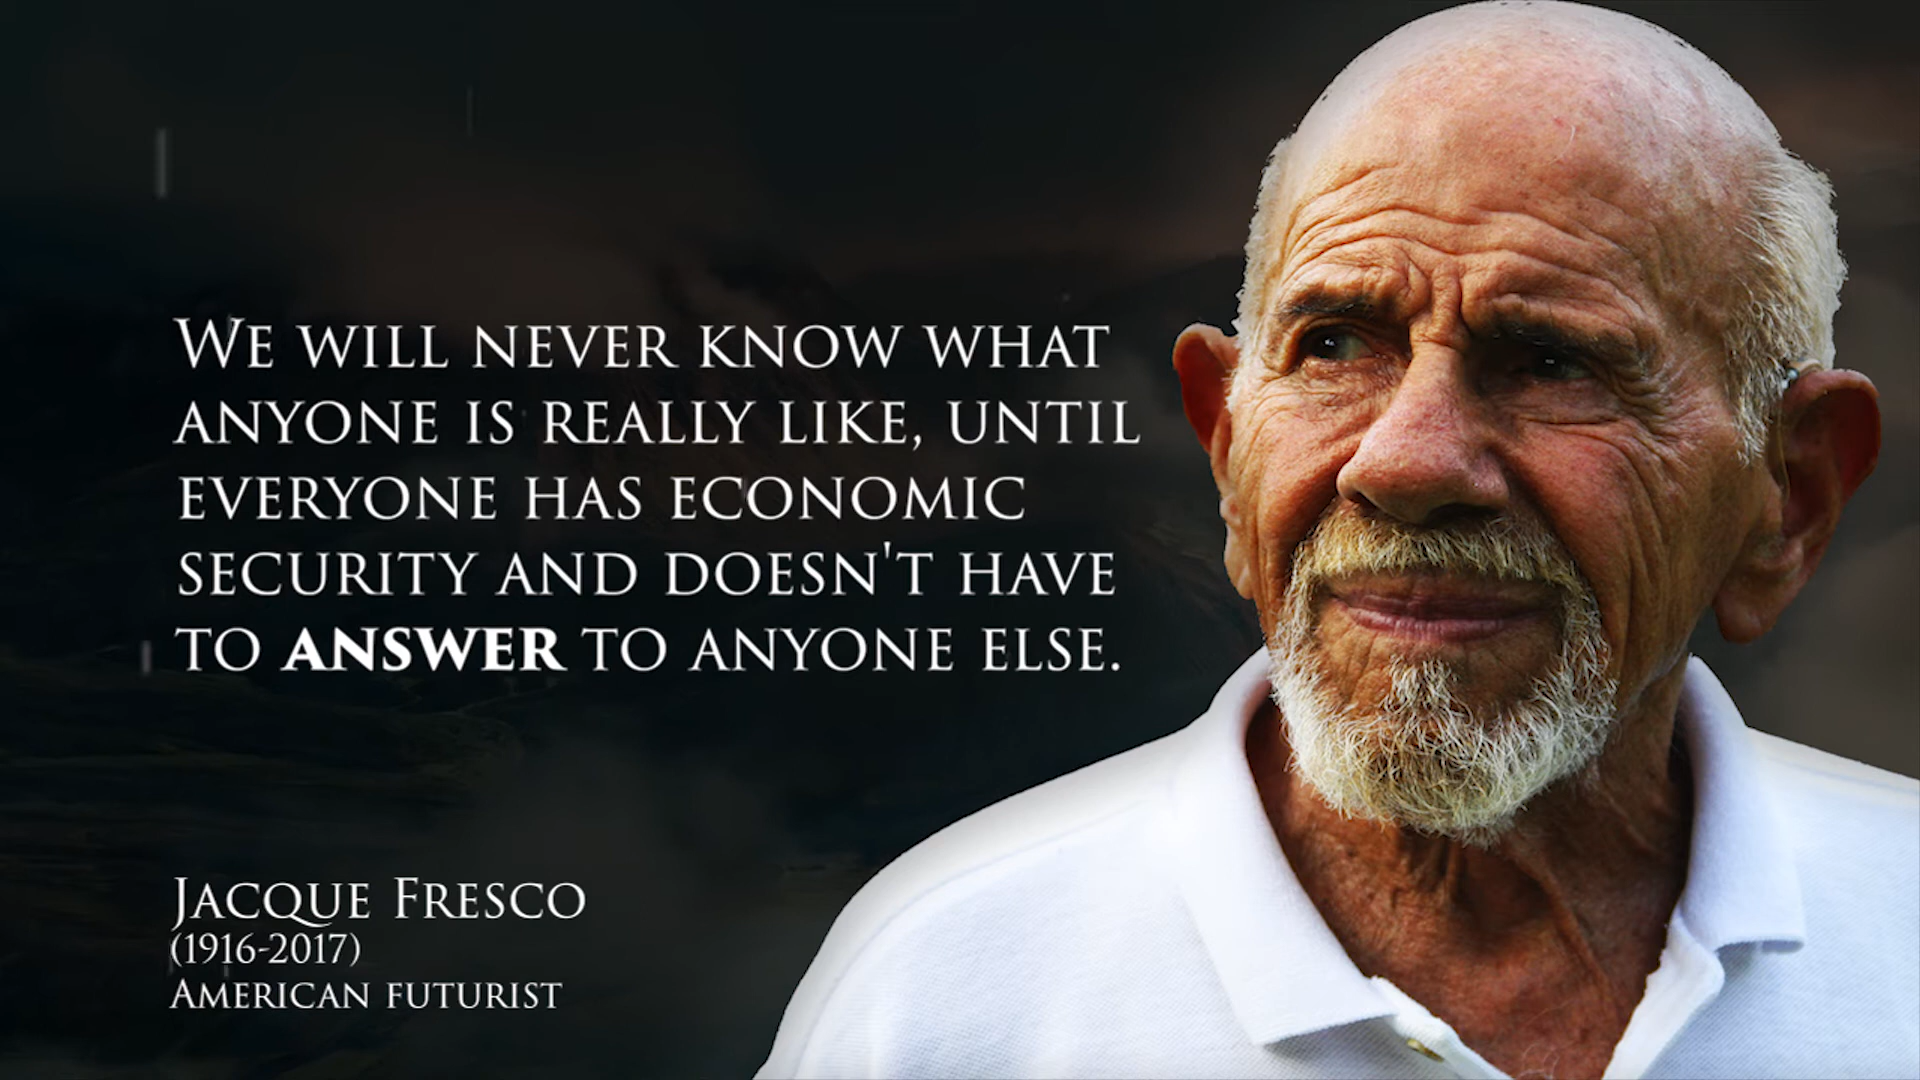 We will never know what
anyone is really like, until
everyone has economic
security and doesn't have
to answer to anyone else.
Jacque Fresco
(1916-2017)
American futurist